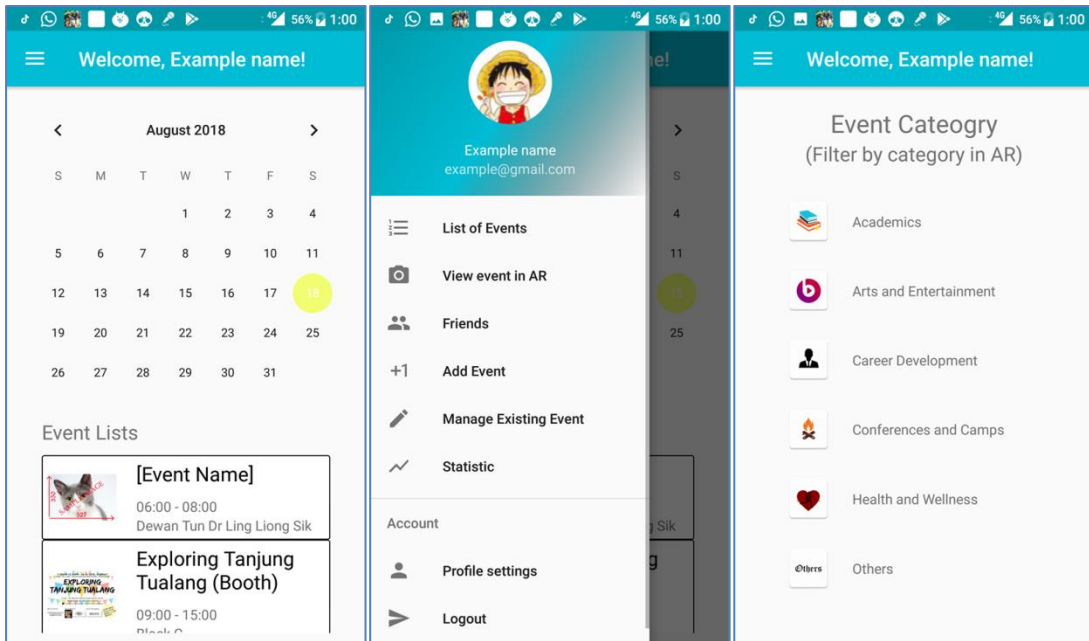 4G 56% 1:00
Welcome, Example name!
August 2018
S M T W T F S
1 2 3 4
5 6 7 8 9 10 11
12 13 14 15 16 17 18
19 20 21 22 23 24 25
26 27 28 29 30 31
Event Lists
[Event Name]
06:00 - 08:00
Dewan Tun Dr Ling Liong Sik
SAMPLE IMAGE
Exploring Tanjung
Tualang (Booth)
09:00 - 15:00
Block C
EXPLORING
TANJUNG TUALANG
4G 56% 1:00
ne!
Example name
example@gmail.com
List of Events
View event in AR
Friends
+1 Add Event
Manage Existing Event
Statistic
Account
Profile settings
Logout
S
4
11
18
25
g Sik
g
4G 56% 1:00
Welcome, Example name!
Event Cateogry
(Filter by category in AR)
Academics
Arts and Entertainment
Career Development
Conferences and Camps
Health and Wellness
Others Others